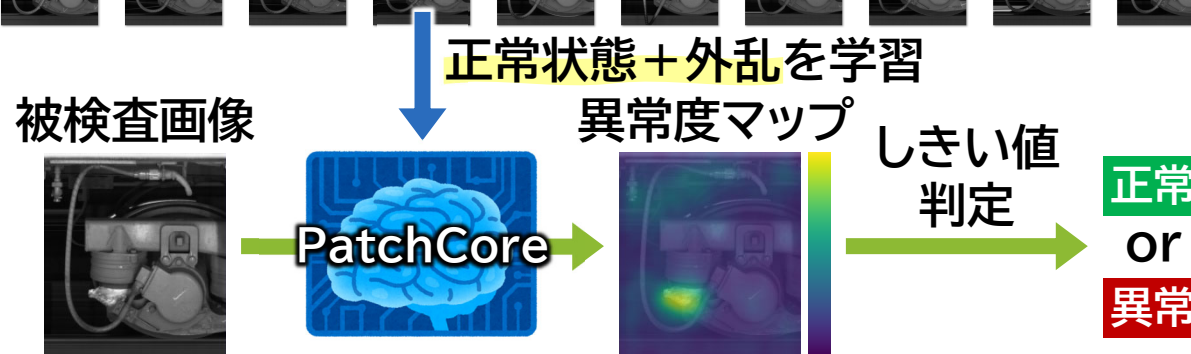 正常状態＋外乱を学習
被検査画像
異常度マップ
しきい値
判定
PatchCore
正常
or
異常